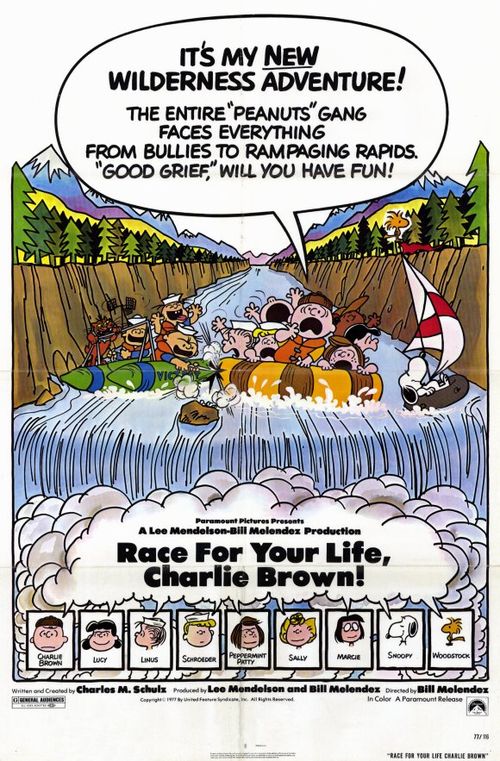 IT'S MY NEW
WILDERNESS ADVENTURE!
THE ENTIRE "PEANUTS" GANG
FACES EVERYTHING
FROM BULLIES TO RAMPAGING RAPIDS.
"GOOD GRIEF," WILL YOU HAVE FUN!
VIC
Paramount Pictures Presents
A Lee Mendelson-Bill Melendez Production
Race For Your Life,
Charlie Brown!
CHARLIE BROWN
LUCY
LINUS
SCHROEDER
PEPPERMINT PATTY
SALLY
MARCIE
SNOOPY
WOODSTOCK
Written and Created by Charles M. Schulz Produced by Lee Mendelson and Bill Melendez Directed by Bill Melendez
G GENERAL AUDIENCES
Copyright © 1977 By United Feature Syndicate, Inc. All Rights Reserved.
In Color A Paramount Release
77/116
"RACE FOR YOUR LIFE CHARLIE BROWN"